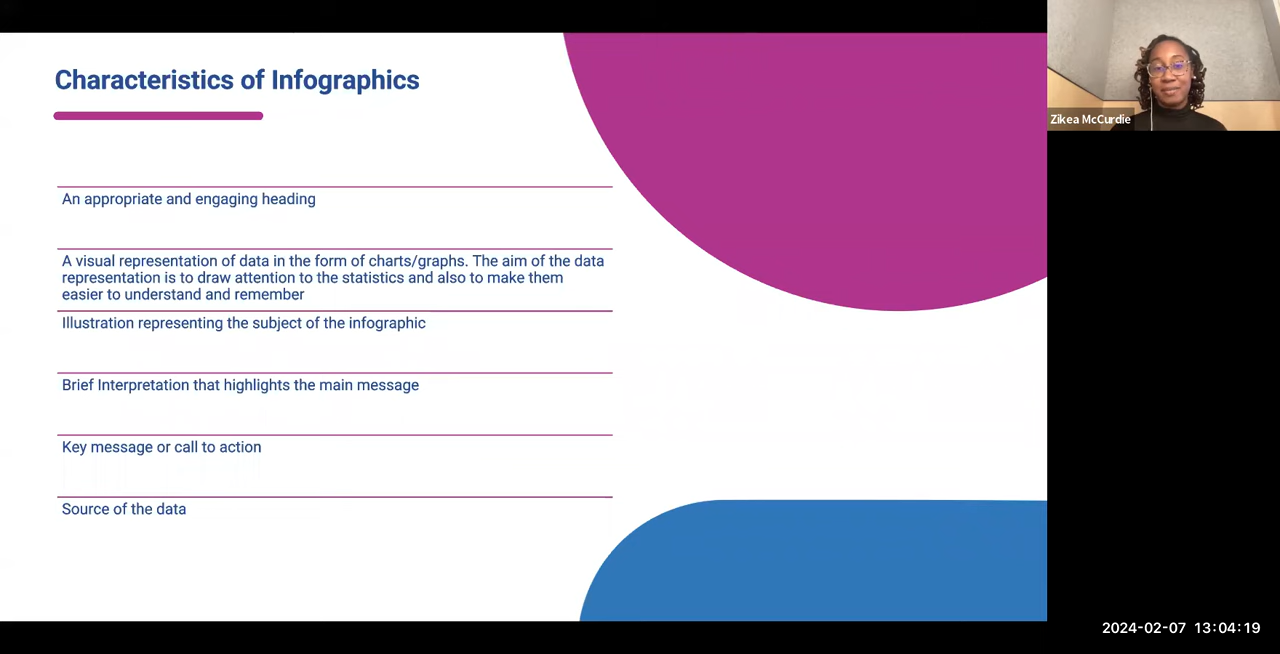 Characteristics of Infographics
Zikea McCurdie
An appropriate and engaging heading
A visual representation of data in the form of charts/graphs. The aim of the data
representation is to draw attention to the statistics and also to make them
easier to understand and remember
Illustration representing the subject of the infographic
Brief Interpretation that highlights the main message
Key message or call to action
Source of the data
2024-02-07 13:04:19